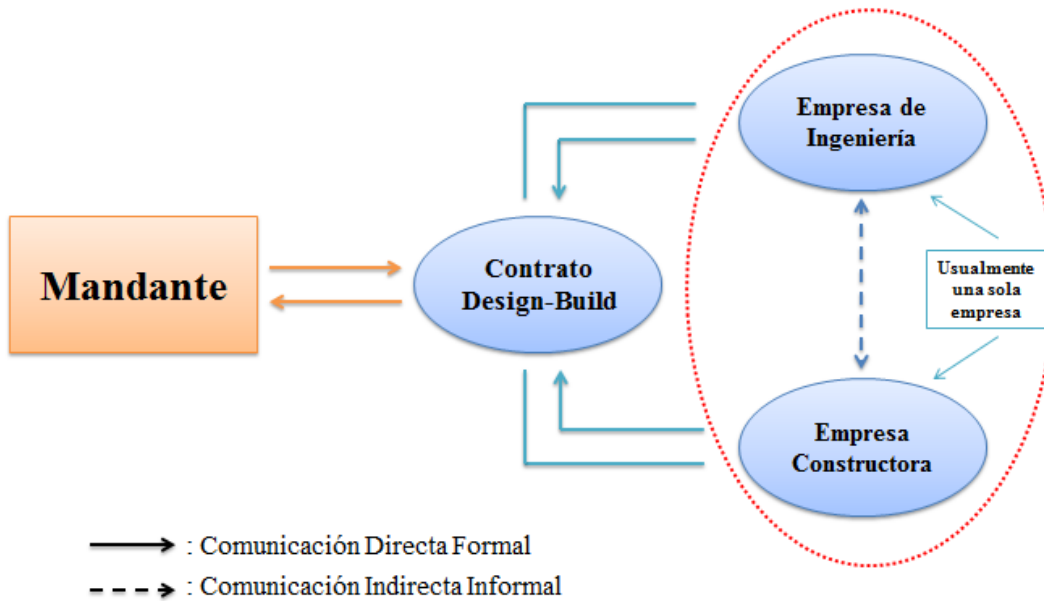 Empresa de
Ingeniería
Mandante
Contrato
Design-Build
Usualmente
una sola
empresa
Empresa
Constructora
: Comunicación Directa Formal
: Comunicación Indirecta Informal